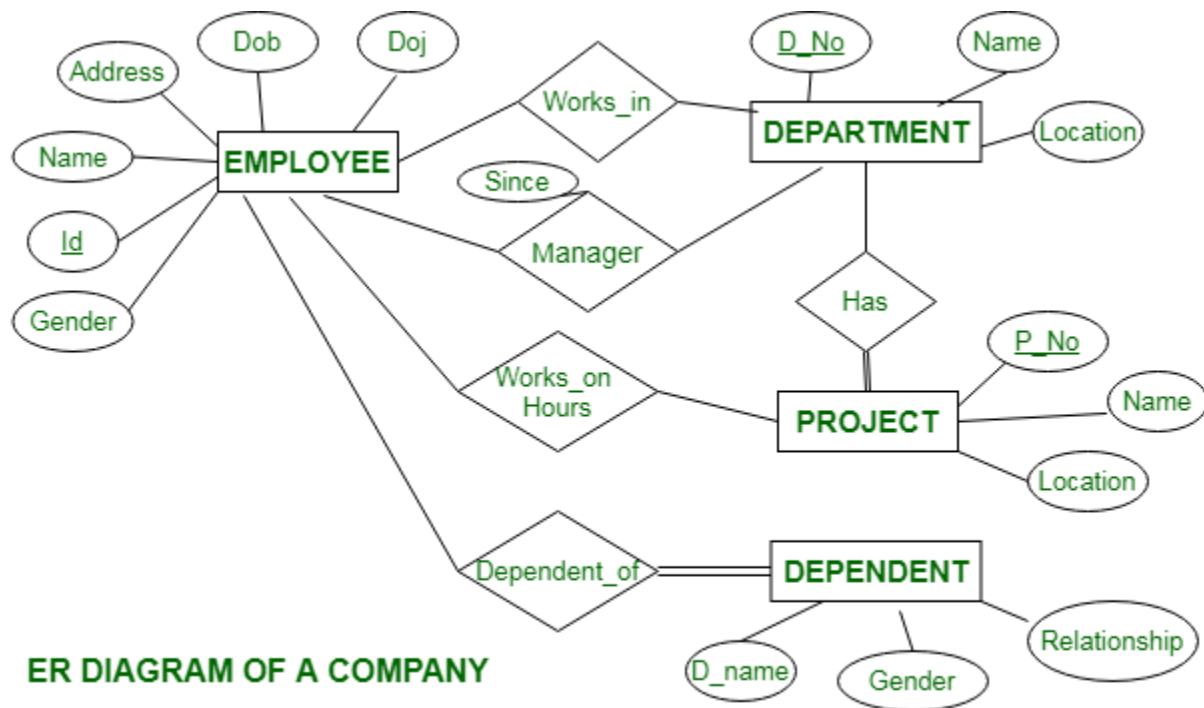 Dob
Doj
D_No
Name
Address
Works_in
DEPARTMENT
Location
Name
EMPLOYEE
Since
Id
Manager
Gender
Has
P_No
Works_on
Hours
Name
PROJECT
Location
Dependent_of
DEPENDENT
Relationship
D_name
Gender
ER DIAGRAM OF A COMPANY